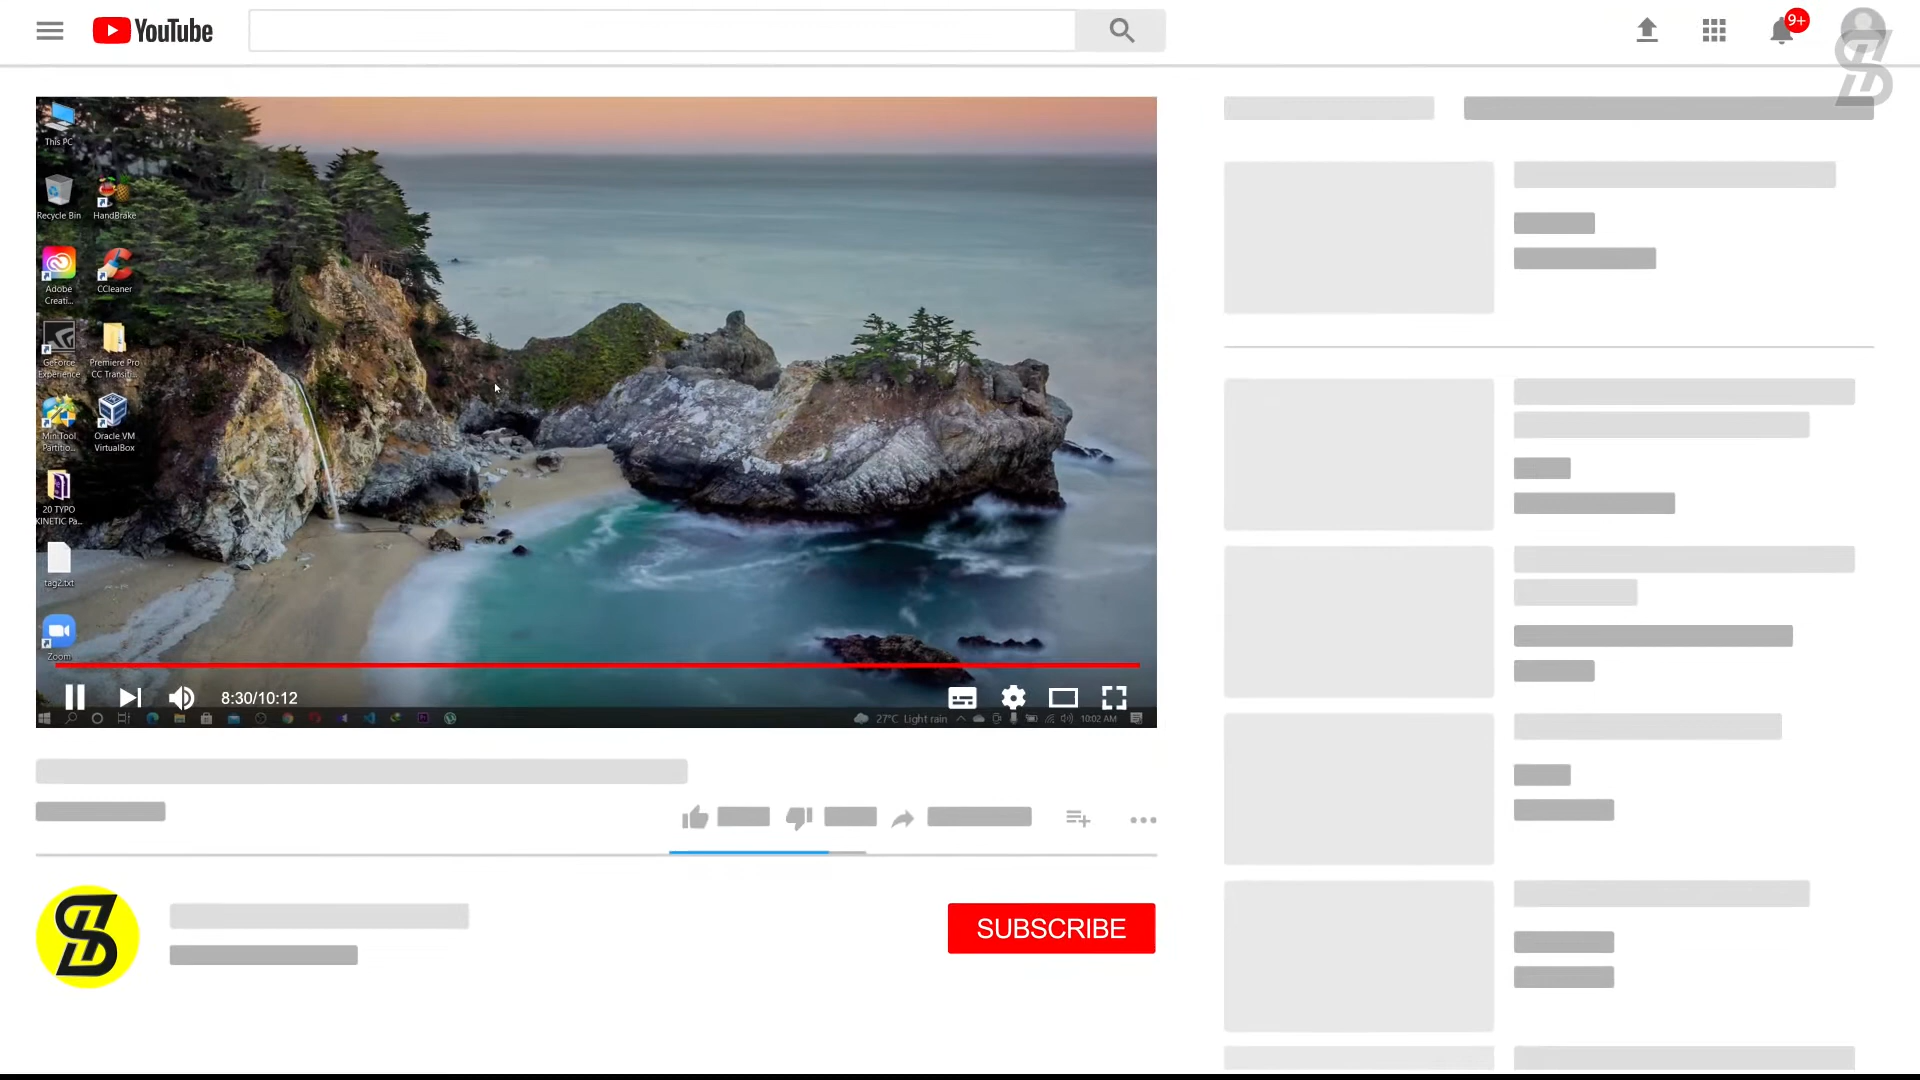 YouTube
9+
This PC
Recycle Bin
HandBrake
Adobe
Creati...
CCleaner
GeForce
Experience
Premiere Pro
CC Transiti...
MiniTool
Partitio...
Oracle VM
VirtualBox
20 TYPO
KINETIC Pa...
tag2.txt
Zoom
8:30/10:12
27°C Light rain
10:02 AM
SUBSCRIBE